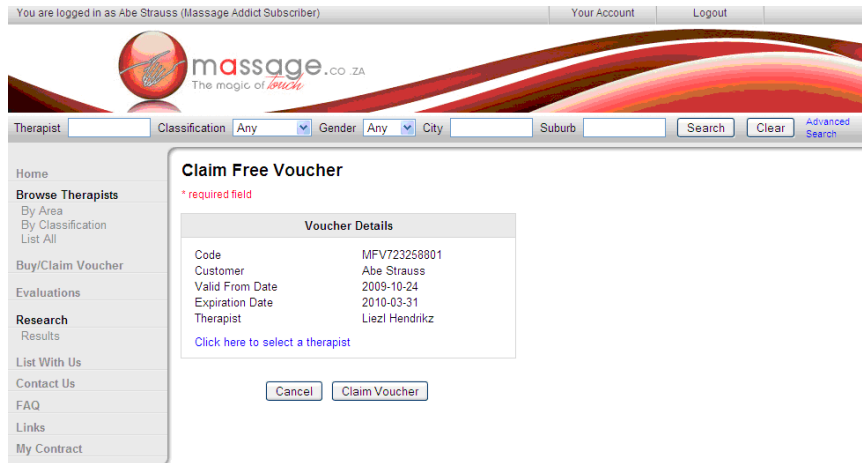 You are logged in as Abe Strauss (Massage Addict Subscriber) Your Account Logout
massage.co.za
The magic of touch
Therapist Classification Any Gender Any City Suburb Search Clear Advanced Search
Home
Browse Therapists
By Area
By Classification
List All
Buy/Claim Voucher
Evaluations
Research
Results
List With Us
Contact Us
FAQ
Links
My Contract
Claim Free Voucher
* required field
Voucher Details
Code MFV723258801
Customer Abe Strauss
Valid From Date 2009-10-24
Expiration Date 2010-03-31
Therapist Liezl Hendrikz
Click here to select a therapist
Cancel Claim Voucher